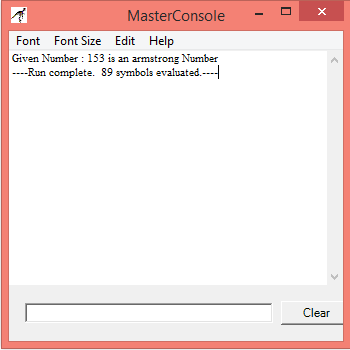 MasterConsole
Font Font Size Edit Help
Given Number : 153 is an armstrong Number
----Run complete.  89 symbols evaluated.----
Clear